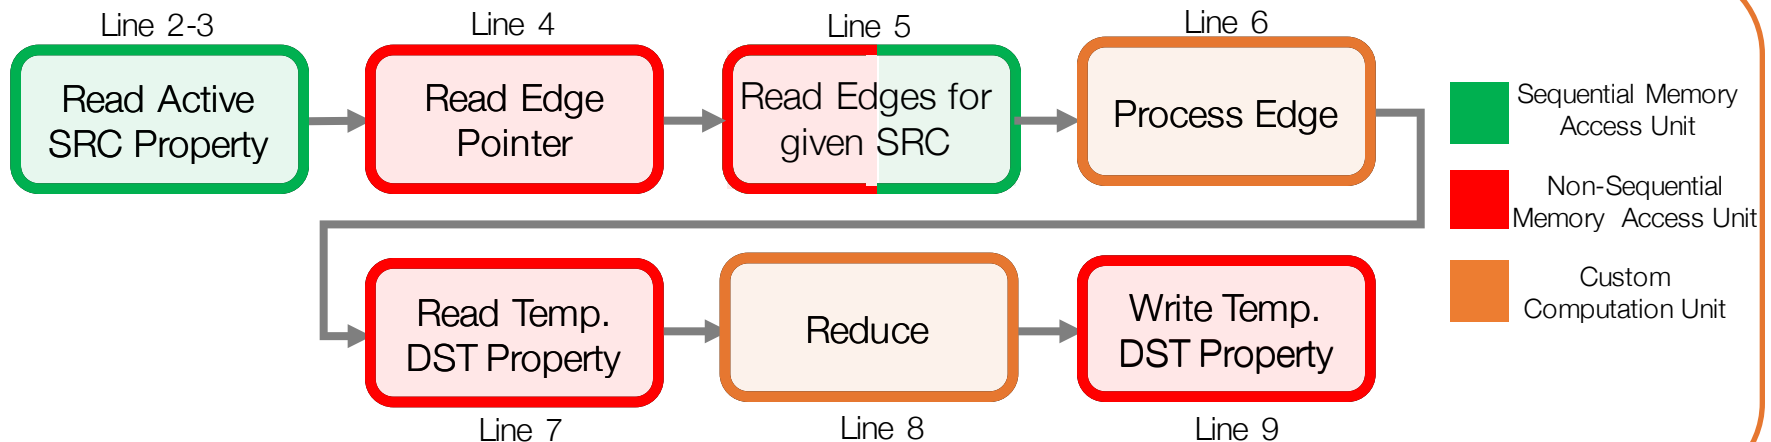 Line 2-3
Line 4
Line 5
Line 6
Read Active
SRC Property
Read Edge
Pointer
Read Edges for
given SRC
Process Edge
Sequential Memory
Access Unit
Non-Sequential
Memory Access Unit
Custom
Computation Unit
Read Temp.
DST Property
Reduce
Write Temp.
DST Property
Line 7
Line 8
Line 9